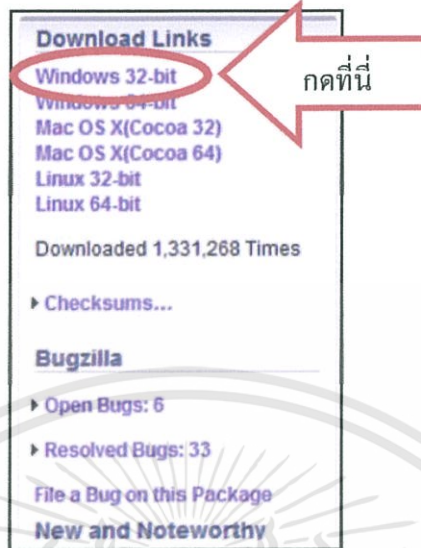 Download Links
Windows 32-bit
กดที่นี่
Windows 64-bit
Mac OS X(Cocoa 32)
Mac OS X(Cocoa 64)
Linux 32-bit
Linux 64-bit
Downloaded 1,331,268 Times
Checksums...
Bugzilla
Open Bugs: 6
Resolved Bugs: 33
File a Bug on this Package
New and Noteworthy